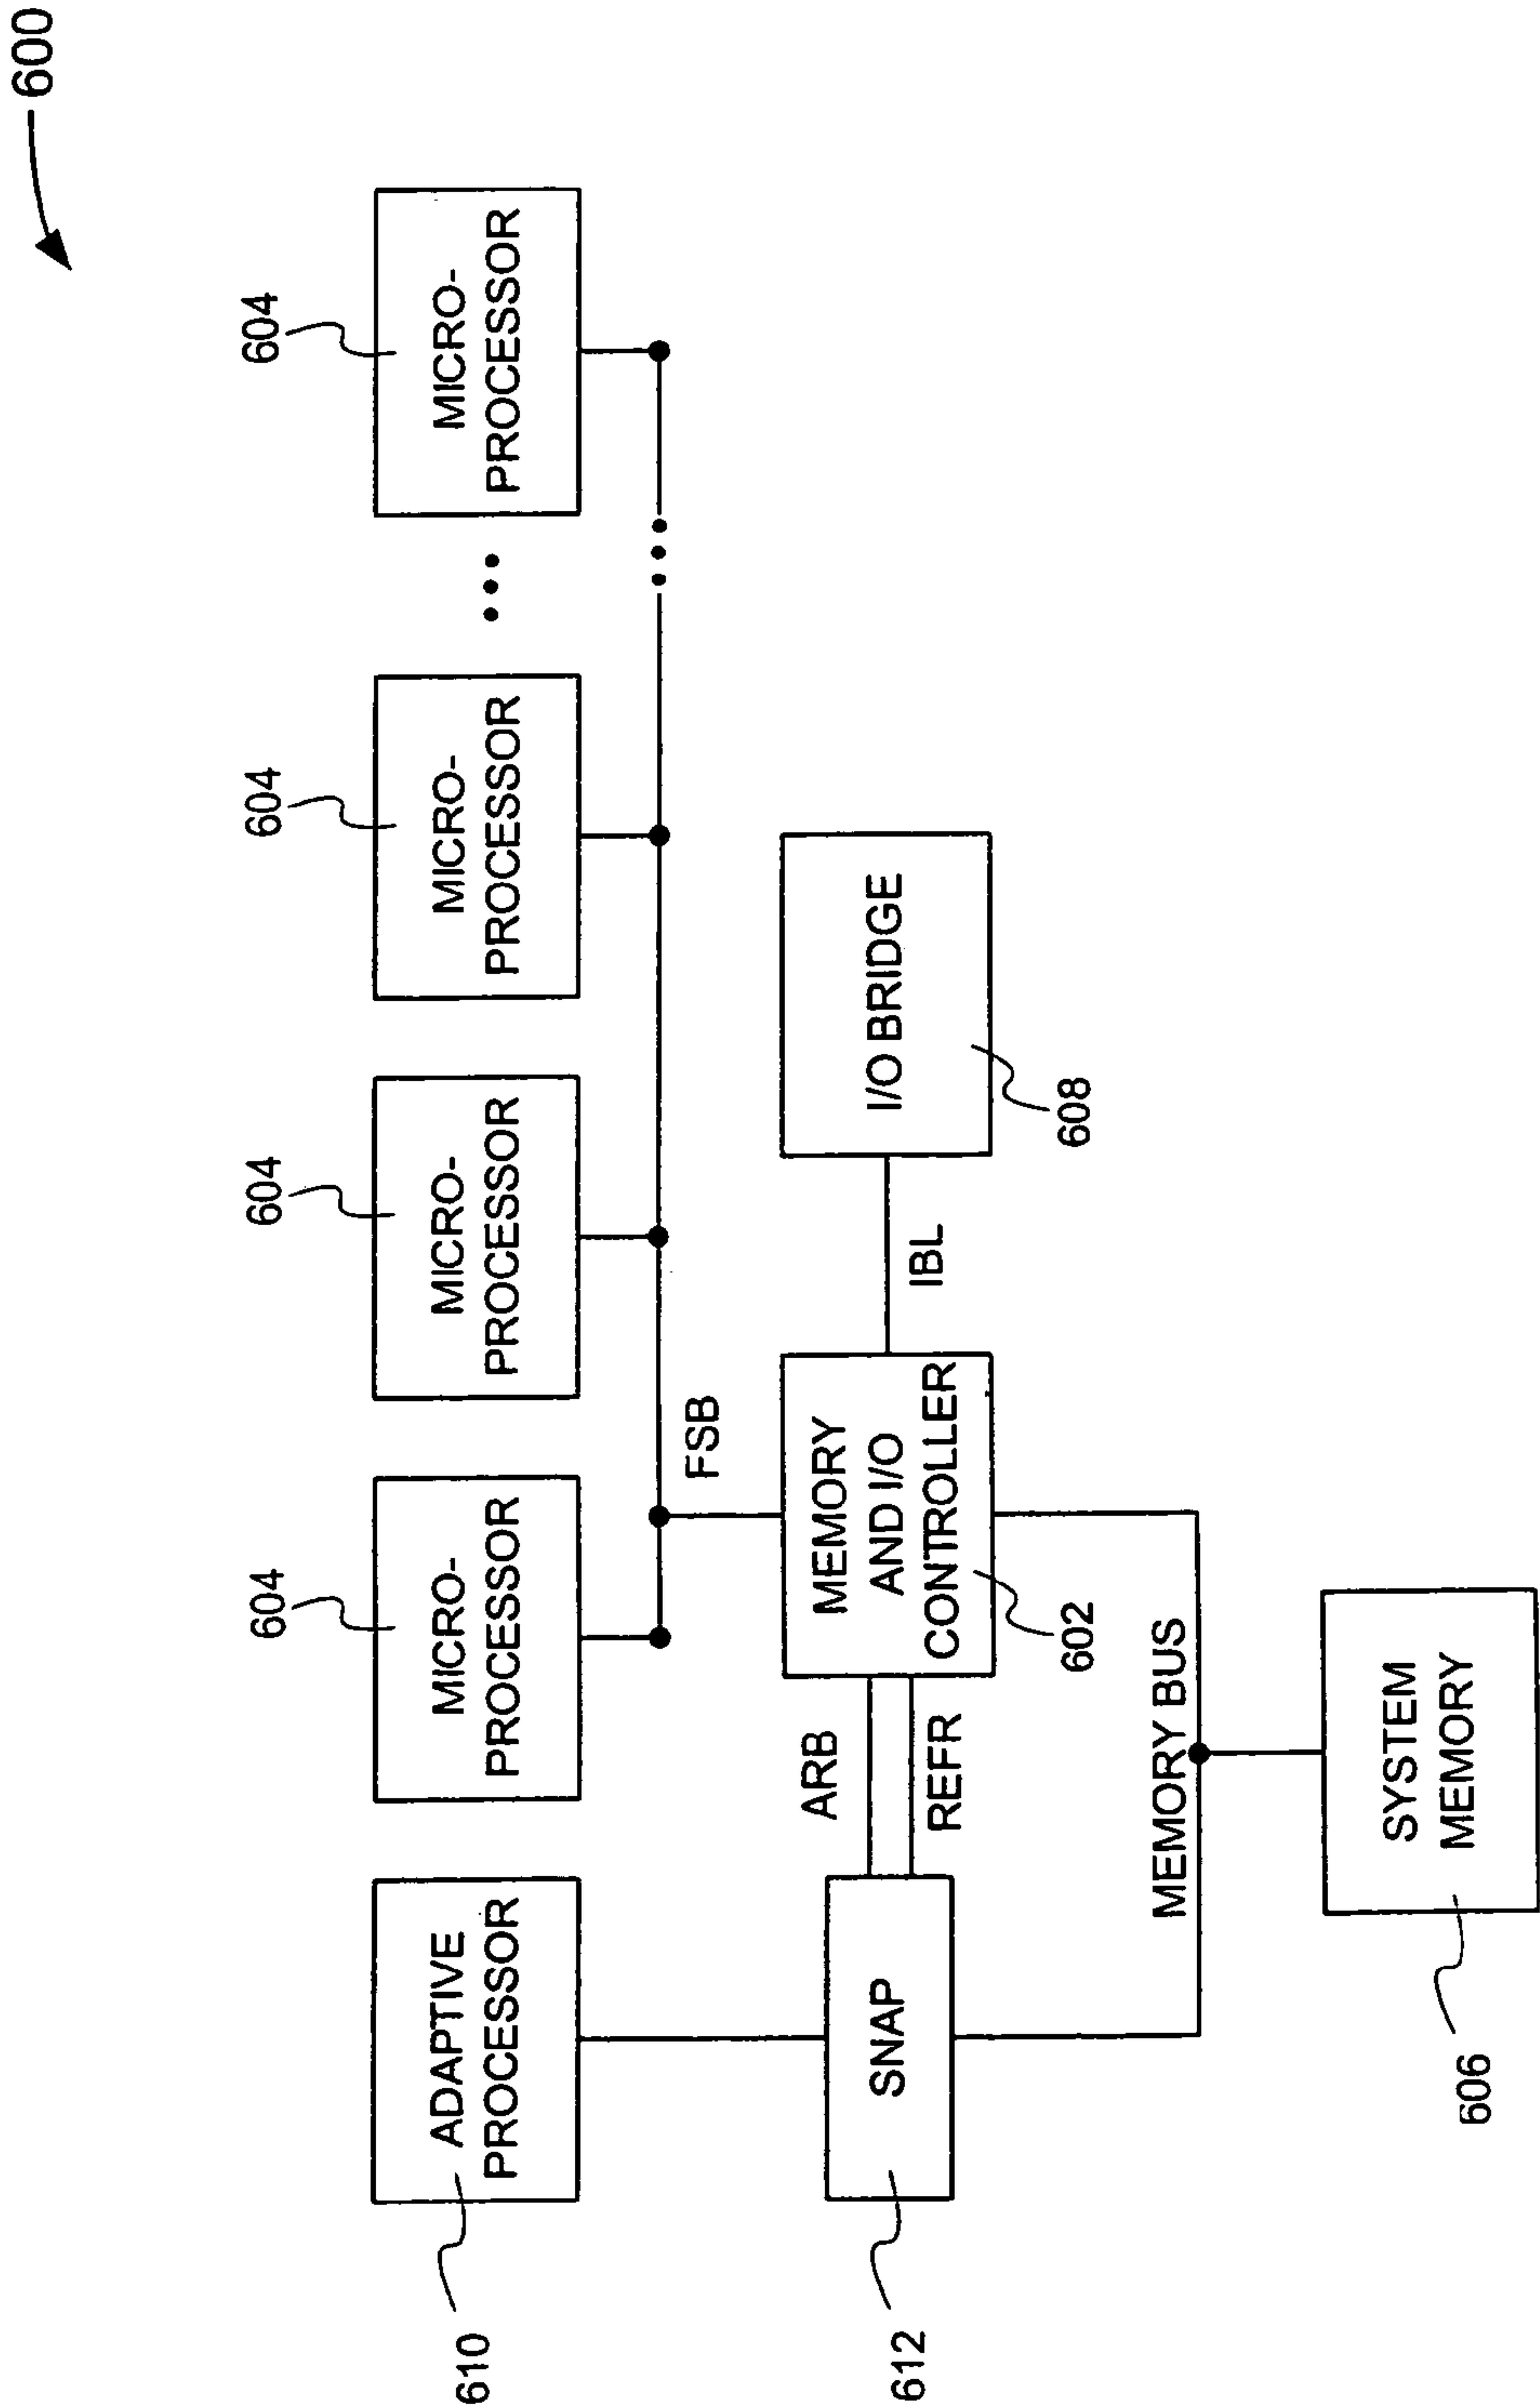 600
604
604
604
604
610
ADAPTIVE
PROCESSOR
MICRO-
PROCESSOR
MICRO-
PROCESSOR
MICRO-
PROCESSOR
MICRO-
PROCESSOR
FSB
612
SNAP
ARB
REFR
MEMORY
AND I/O
CONTROLLER
602
IBL
I/O BRIDGE
608
MEMORY BUS
606
SYSTEM
MEMORY